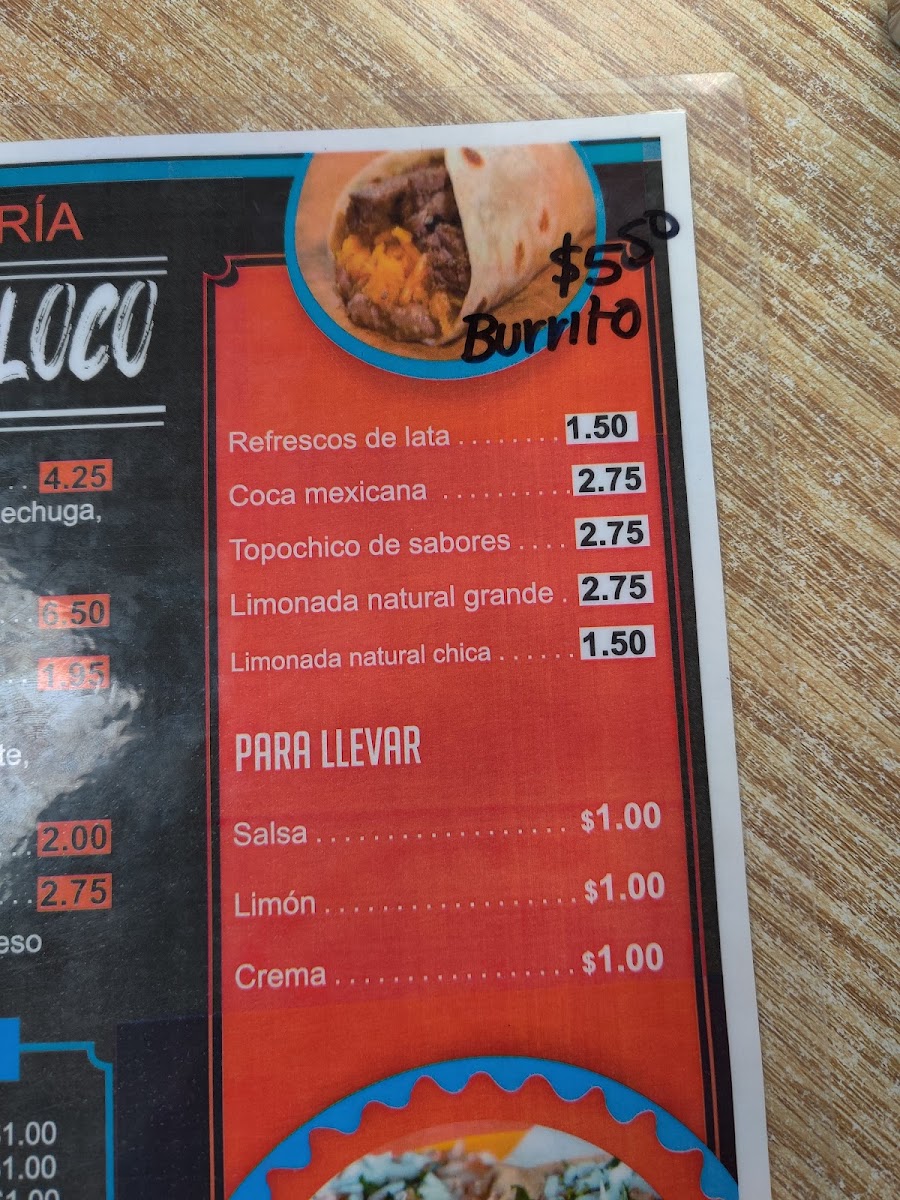 RÍA
LOCO
4.25
echuga,
6.50
1.95
te,
2.00
2.75
eso
1.00
1.00
$5 50
Burrito
Refrescos de lata ........ 1.50
Coca mexicana .......... 2.75
Topochico de sabores .... 2.75
Limonada natural grande . 2.75
Limonada natural chica ...... 1.50
PARA LLEVAR
Salsa .................. $1.00
Limón .................. $1.00
Crema ................. $1.00